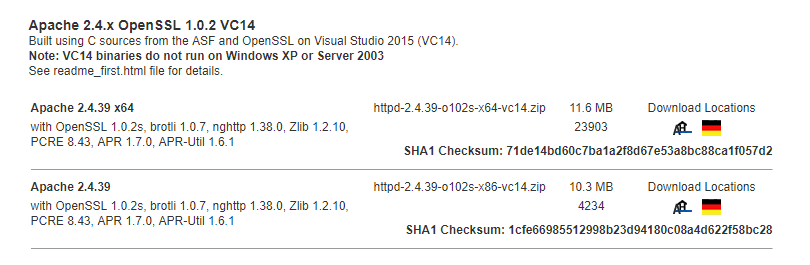 Apache 2.4.x OpenSSL 1.0.2 VC14
Built using C sources from the ASF and OpenSSL on Visual Studio 2015 (VC14).
Note: VC14 binaries do not run on Windows XP or Server 2003
See readme_first.html file for details.
Apache 2.4.39 x64 httpd-2.4.39-o102s-x64-vc14.zip 11.6 MB Download Locations
with OpenSSL 1.0.2s, brotli 1.0.7, nghttp 1.38.0, Zlib 1.2.10, 23903
PCRE 8.43, APR 1.7.0, APR-Util 1.6.1
SHA1 Checksum: 71de14bd60c7ba1a2f8d67e53a8bc88ca1f057d2
Apache 2.4.39 httpd-2.4.39-o102s-x86-vc14.zip 10.3 MB Download Locations
with OpenSSL 1.0.2s, brotli 1.0.7, nghttp 1.38.0, Zlib 1.2.10, 4234
PCRE 8.43, APR 1.7.0, APR-Util 1.6.1
SHA1 Checksum: 1cfe66985512998b23d94180c08a4d622f58bc28